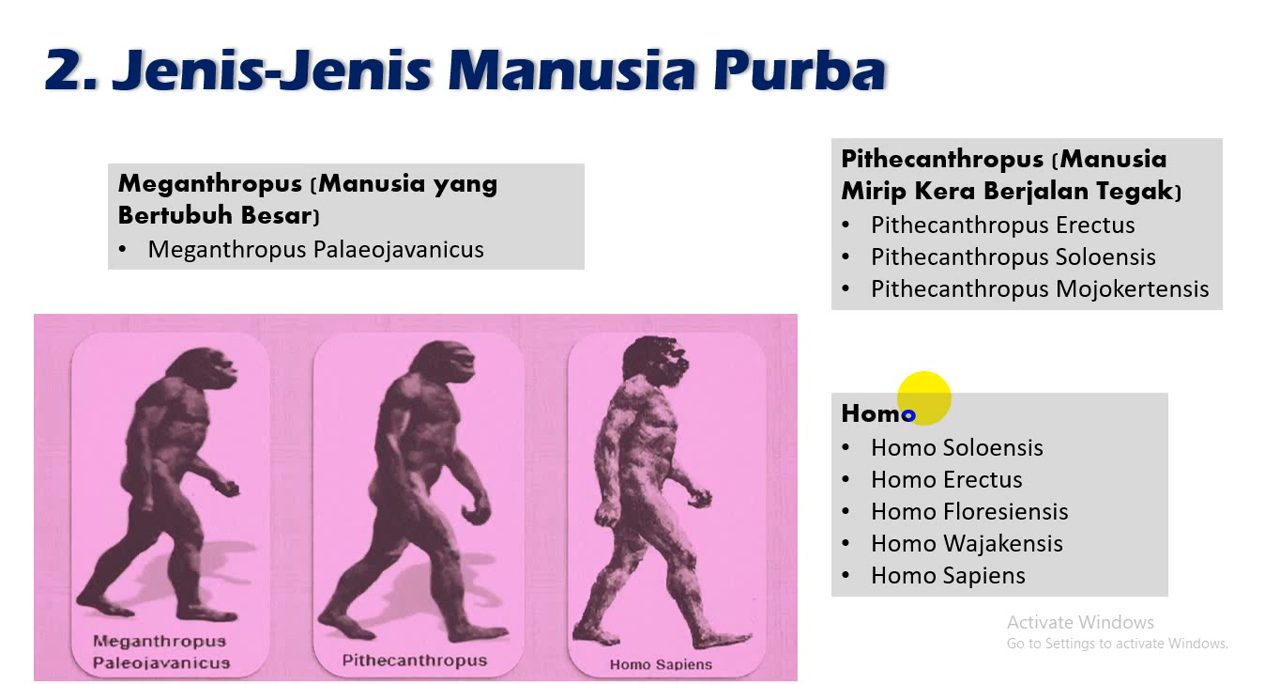 2. Jenis-Jenis Manusia Purba
Meganthropus (Manusia yang
Bertubuh Besar)
• Meganthropus Palaeojavanicus
Pithecanthropus (Manusia
Mirip Kera Berjalan Tegak)
• Pithecanthropus Erectus
• Pithecanthropus Soloensis
• Pithecanthropus Mojokertensis
Meganthropus
Paleojavanicus
Pithecanthropus
Homo Sapiens
Homo
• Homo Soloensis
• Homo Erectus
• Homo Floresiensis
• Homo Wajakensis
• Homo Sapiens
Activate Windows
Go to Settings to activate Windows.